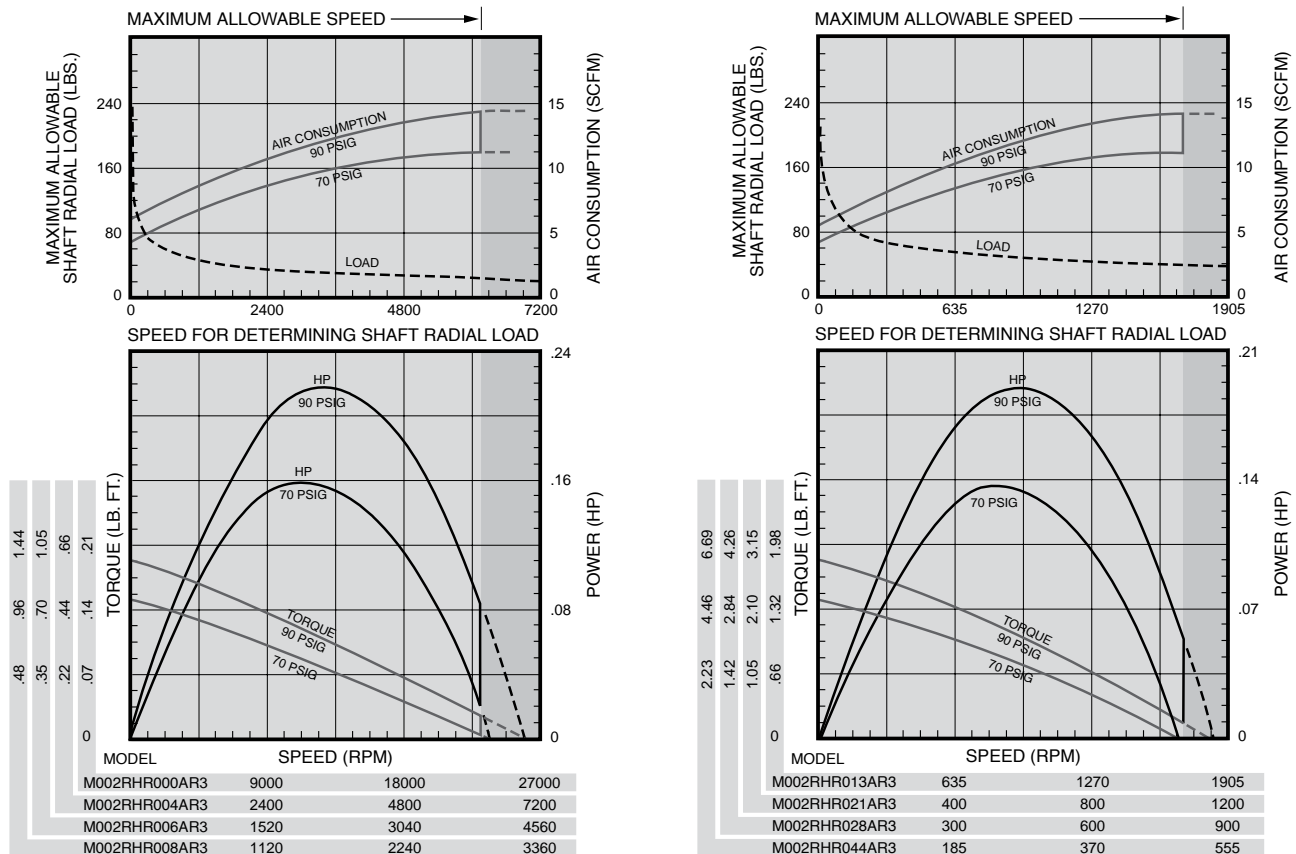 MAXIMUM ALLOWABLE SPEED
MAXIMUM ALLOWABLE
SHAFT RADIAL LOAD (LBS.)
240
160
80
0
AIR CONSUMPTION
90 PSIG
70 PSIG
LOAD
15
10
5
0
AIR CONSUMPTION (SCFM)
0 2400 4800 7200
SPEED FOR DETERMINING SHAFT RADIAL LOAD
HP
90 PSIG
HP
70 PSIG
TORQUE
90 PSIG
70 PSIG
.24
.16
.08
0
POWER (HP)
TORQUE (LB. FT.)
1.44 1.05 .66 .21
.96 .70 .44 .14
.48 .35 .22 .07
0
MODEL SPEED (RPM)
M002RHR000AR3 9000 18000 27000
M002RHR004AR3 2400 4800 7200
M002RHR006AR3 1520 3040 4560
M002RHR008AR3 1120 2240 3360
MAXIMUM ALLOWABLE SPEED
MAXIMUM ALLOWABLE
SHAFT RADIAL LOAD (LBS.)
240
160
80
0
AIR CONSUMPTION
90 PSIG
70 PSIG
LOAD
15
10
5
0
AIR CONSUMPTION (SCFM)
0 635 1270 1905
SPEED FOR DETERMINING SHAFT RADIAL LOAD
HP
90 PSIG
70 PSIG
TORQUE
90 PSIG
70 PSIG
.21
.14
.07
0
POWER (HP)
TORQUE (LB. FT.)
6.69 4.26 3.15 1.98
4.46 2.84 2.10 1.32
2.23 1.42 1.05 .66
0
MODEL SPEED (RPM)
M002RHR013AR3 635 1270 1905
M002RHR021AR3 400 800 1200
M002RHR028AR3 300 600 900
M002RHR044AR3 185 370 555